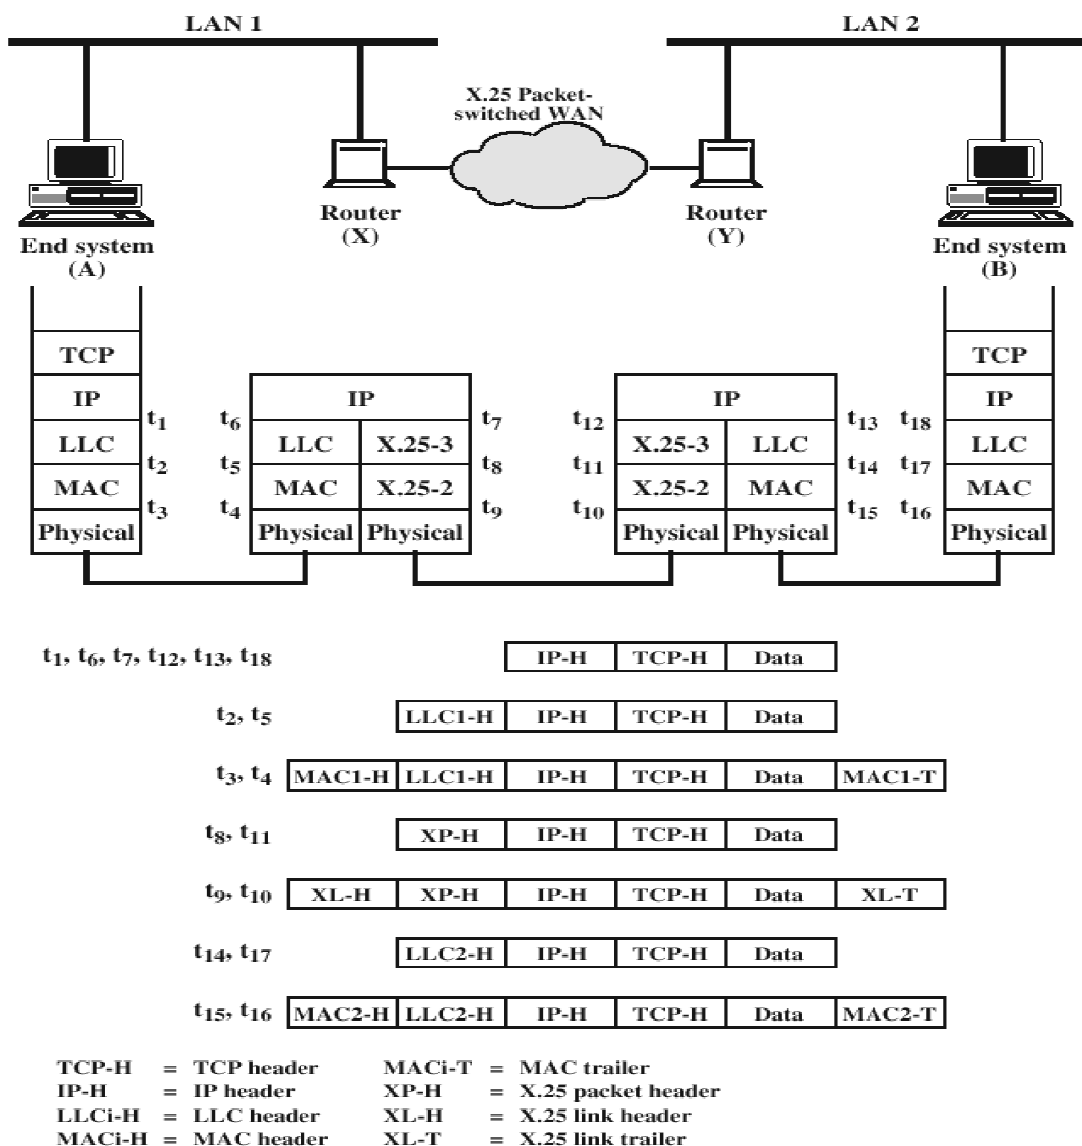 LAN 1
LAN 2
X.25 Packet-
switched WAN
Router
(X)
Router
(Y)
End system
(A)
End system
(B)
TCP
IP
LLC
MAC
Physical
t1
t2
t3
t6
t5
t4
IP
LLC X.25-3
MAC X.25-2
Physical Physical
t7
t8
t9
t12
t11
t10
IP
X.25-3 LLC
X.25-2 MAC
Physical Physical
t13
t14
t15
t18
t17
t16
TCP
IP
LLC
MAC
Physical
t1, t6, t7, t12, t13, t18 IP-H TCP-H Data
t2, t5 LLC1-H IP-H TCP-H Data
t3, t4 MAC1-H LLC1-H IP-H TCP-H Data MAC1-T
t8, t11 XP-H IP-H TCP-H Data
t9, t10 XL-H XP-H IP-H TCP-H Data XL-T
t14, t17 LLC2-H IP-H TCP-H Data
t15, t16 MAC2-H LLC2-H IP-H TCP-H Data MAC2-T
TCP-H = TCP header MACi-T = MAC trailer
IP-H = IP header XP-H = X.25 packet header
LLCi-H = LLC header XL-H = X.25 link header
MACi-H = MAC header XL-T = X.25 link trailer